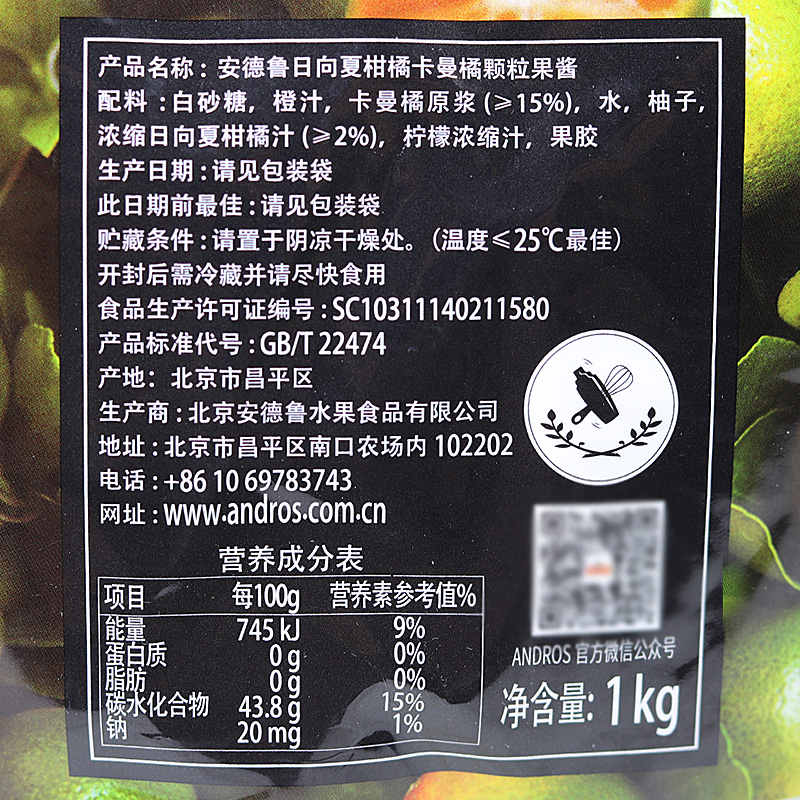 产品名称：安德鲁日向夏柑橘卡曼橘颗粒果酱
配料：白砂糖，橙汁，卡曼橘原浆(≥15%)，水，柚子，
浓缩日向夏柑橘汁(≥2%)，柠檬浓缩汁，果胶
生产日期：请见包装袋
此日期前最佳：请见包装袋
贮藏条件：请置于阴凉干燥处。（温度≤25℃最佳）
开封后需冷藏并请尽快食用
食品生产许可证编号：SC10311140211580
产品标准代号：GB/T 22474
产地：北京市昌平区
生产商：北京安德鲁水果食品有限公司
地址：北京市昌平区南口农场内 102202
电话：+86 10 69783743
网址：www.andros.com.cn
营养成分表
项目 每100g 营养素参考值%
能量 745 kJ 9%
蛋白质 0 g 0%
脂肪 0 g 0%
碳水化合物 43.8 g 15%
钠 20 mg 1%
ANDROS 官方微信公众号
净含量：1 kg